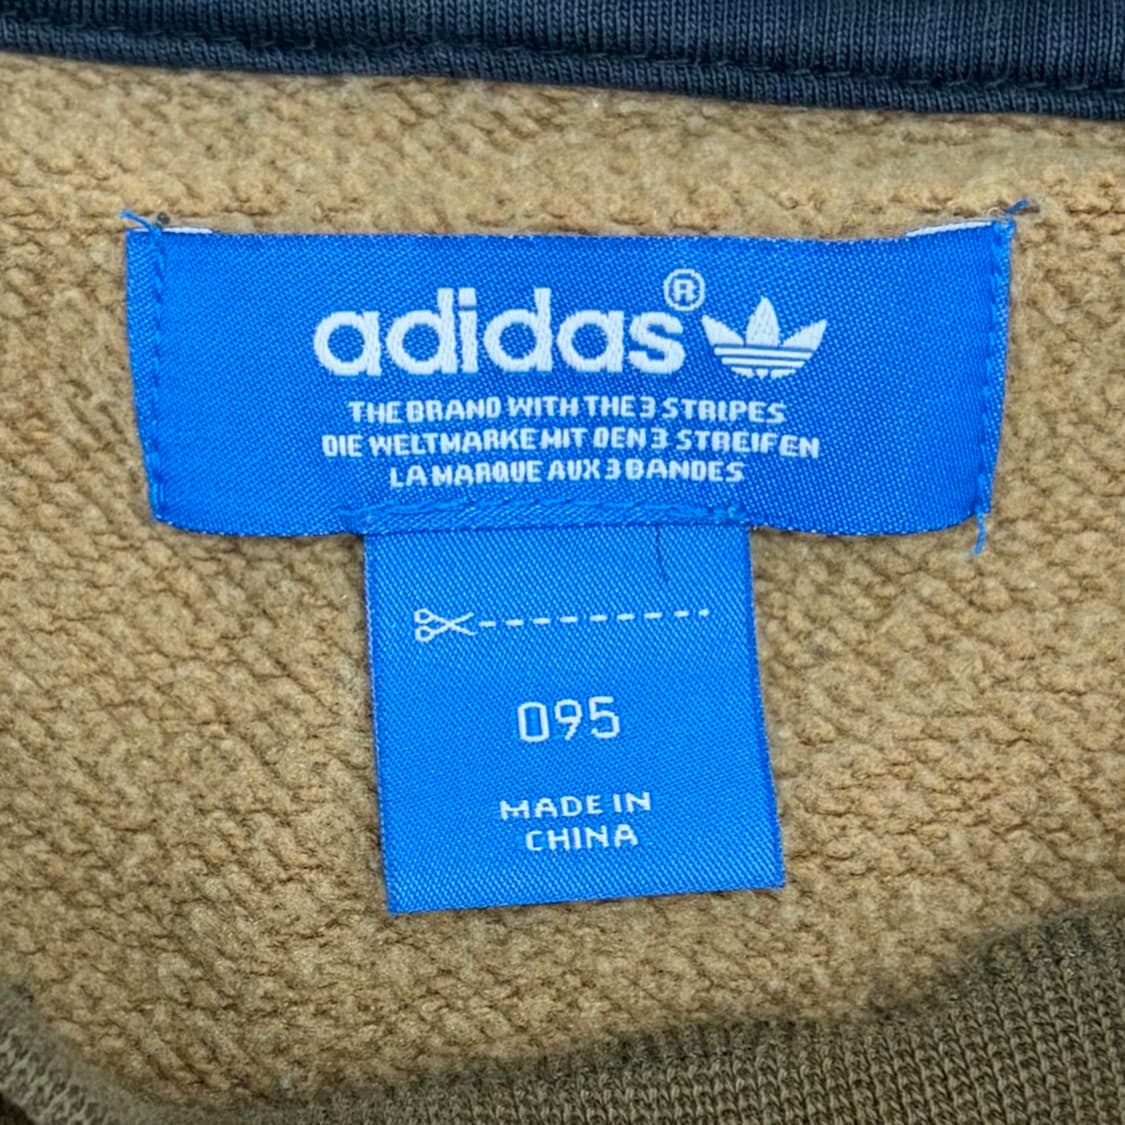 adidas®
THE BRAND WITH THE 3 STRIPES
DIE WELTMARKE MIT DEN 3 STREIFEN
LA MARQUE AUX 3 BANDES
095
MADE IN
CHINA